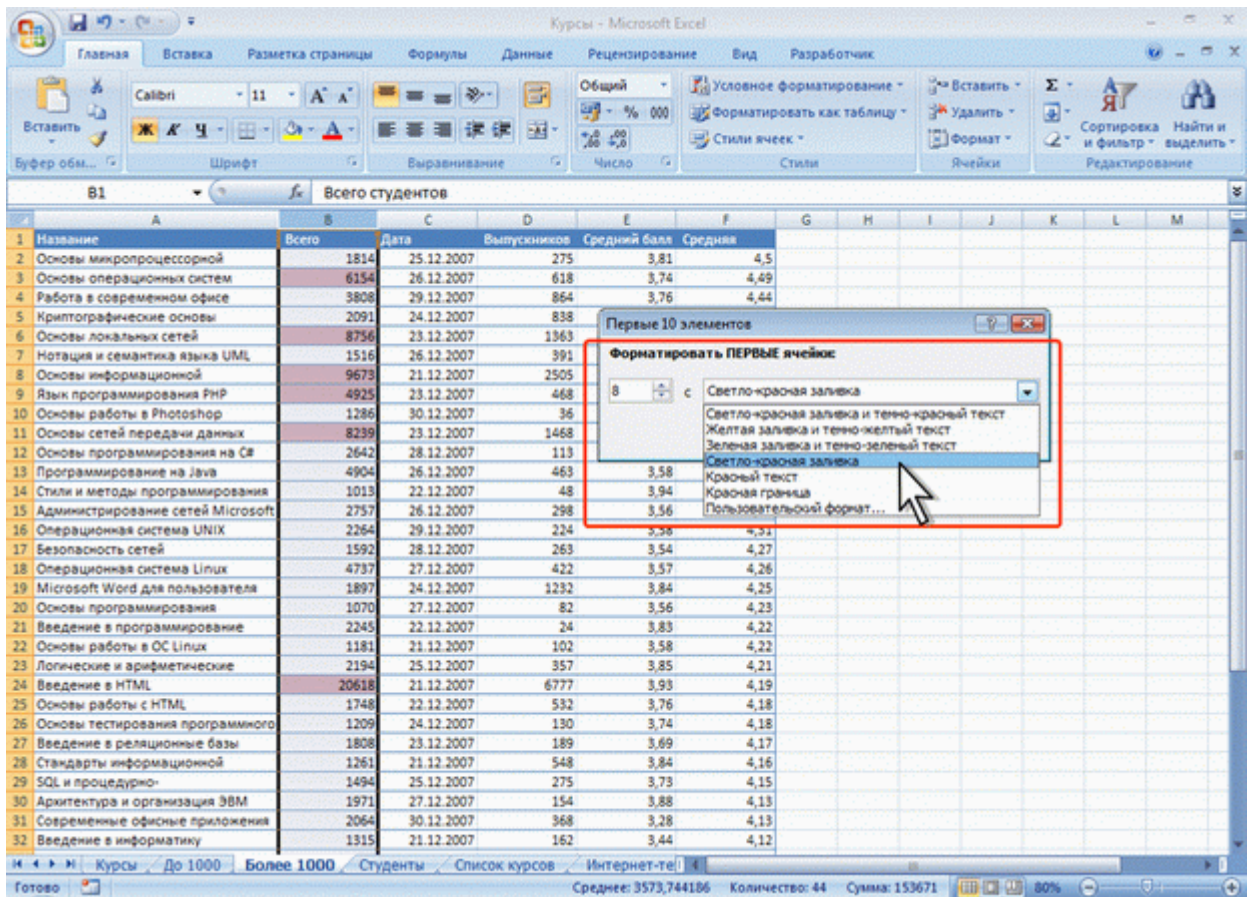 Курсы - Microsoft Excel
Главная Вставка Разметка страницы Формулы Данные Рецензирование Вид Разработчик
Вставить
Буфер обм...
Calibri 11
Ж К Ч
Шрифт
Выравнивание
Общий
% 000
Число
Условное форматирование
Форматировать как таблицу
Стили ячеек
Стили
Вставить
Удалить
Формат
Ячейки
Σ
Сортировка и фильтр
Найти и выделить
Редактирование
B1 fx Всего студентов
A B C D E F G H I J K L M
1 Название Всего Дата Выпускников Средний балл Средняя
2 Основы микропроцессорной 1814 25.12.2007 275 3,81 4,5
3 Основы операционных систем 6154 26.12.2007 618 3,74 4,49
4 Работа в современном офисе 3808 29.12.2007 864 3,76 4,44
5 Криптографические основы 2091 24.12.2007 838
6 Основы локальных сетей 8756 23.12.2007 1363
7 Нотация и семантика языка UML 1516 26.12.2007 391
8 Основы информационной 9673 21.12.2007 2505
9 Язык программирования PHP 4925 23.12.2007 468
10 Основы работы в Photoshop 1286 30.12.2007 36
11 Основы сетей передачи данных 8239 23.12.2007 1468
12 Основы программирования на C# 2642 28.12.2007 113
13 Программирование на Java 4904 26.12.2007 463 3,58
14 Стили и методы программирования 1013 22.12.2007 48 3,94
15 Администрирование сетей Microsoft 2757 26.12.2007 298 3,56
16 Операционная система UNIX 2264 29.12.2007 224 3,58 4,31
17 Безопасность сетей 1592 28.12.2007 263 3,54 4,27
18 Операционная система Linux 4737 27.12.2007 422 3,57 4,26
19 Microsoft Word для пользователя 1897 24.12.2007 1232 3,84 4,25
20 Основы программирования 1070 27.12.2007 82 3,56 4,23
21 Введение в программирование 2245 22.12.2007 24 3,83 4,22
22 Основы работы в ОС Linux 1181 21.12.2007 102 3,58 4,22
23 Логические и арифметические 2194 25.12.2007 357 3,85 4,21
24 Введение в HTML 20618 21.12.2007 6777 3,93 4,19
25 Основы работы с HTML 1748 22.12.2007 532 3,76 4,18
26 Основы тестирования программного 1209 24.12.2007 130 3,74 4,18
27 Введение в реляционные базы 1808 23.12.2007 189 3,69 4,17
28 Стандарты информационной 1261 21.12.2007 548 3,84 4,16
29 SQL и процедурно- 1494 25.12.2007 275 3,73 4,15
30 Архитектура и организация ЭВМ 1971 27.12.2007 154 3,88 4,13
31 Современные офисные приложения 2064 30.12.2007 368 3,28 4,13
32 Введение в информатику 1315 21.12.2007 162 3,44 4,12
Первые 10 элементов
Форматировать ПЕРВЫЕ ячейки:
8 с Светло-красная заливка
Светло-красная заливка и темно-красный текст
Желтая заливка и темно-желтый текст
Зеленая заливка и темно-зеленый текст
Светло-красная заливка
Красный текст
Красная граница
Пользовательский формат...
Курсы До 1000 Более 1000 Студенты Список курсов Интернет-те
Готово Среднее: 3573,744186 Количество: 44 Сумма: 153671 80%